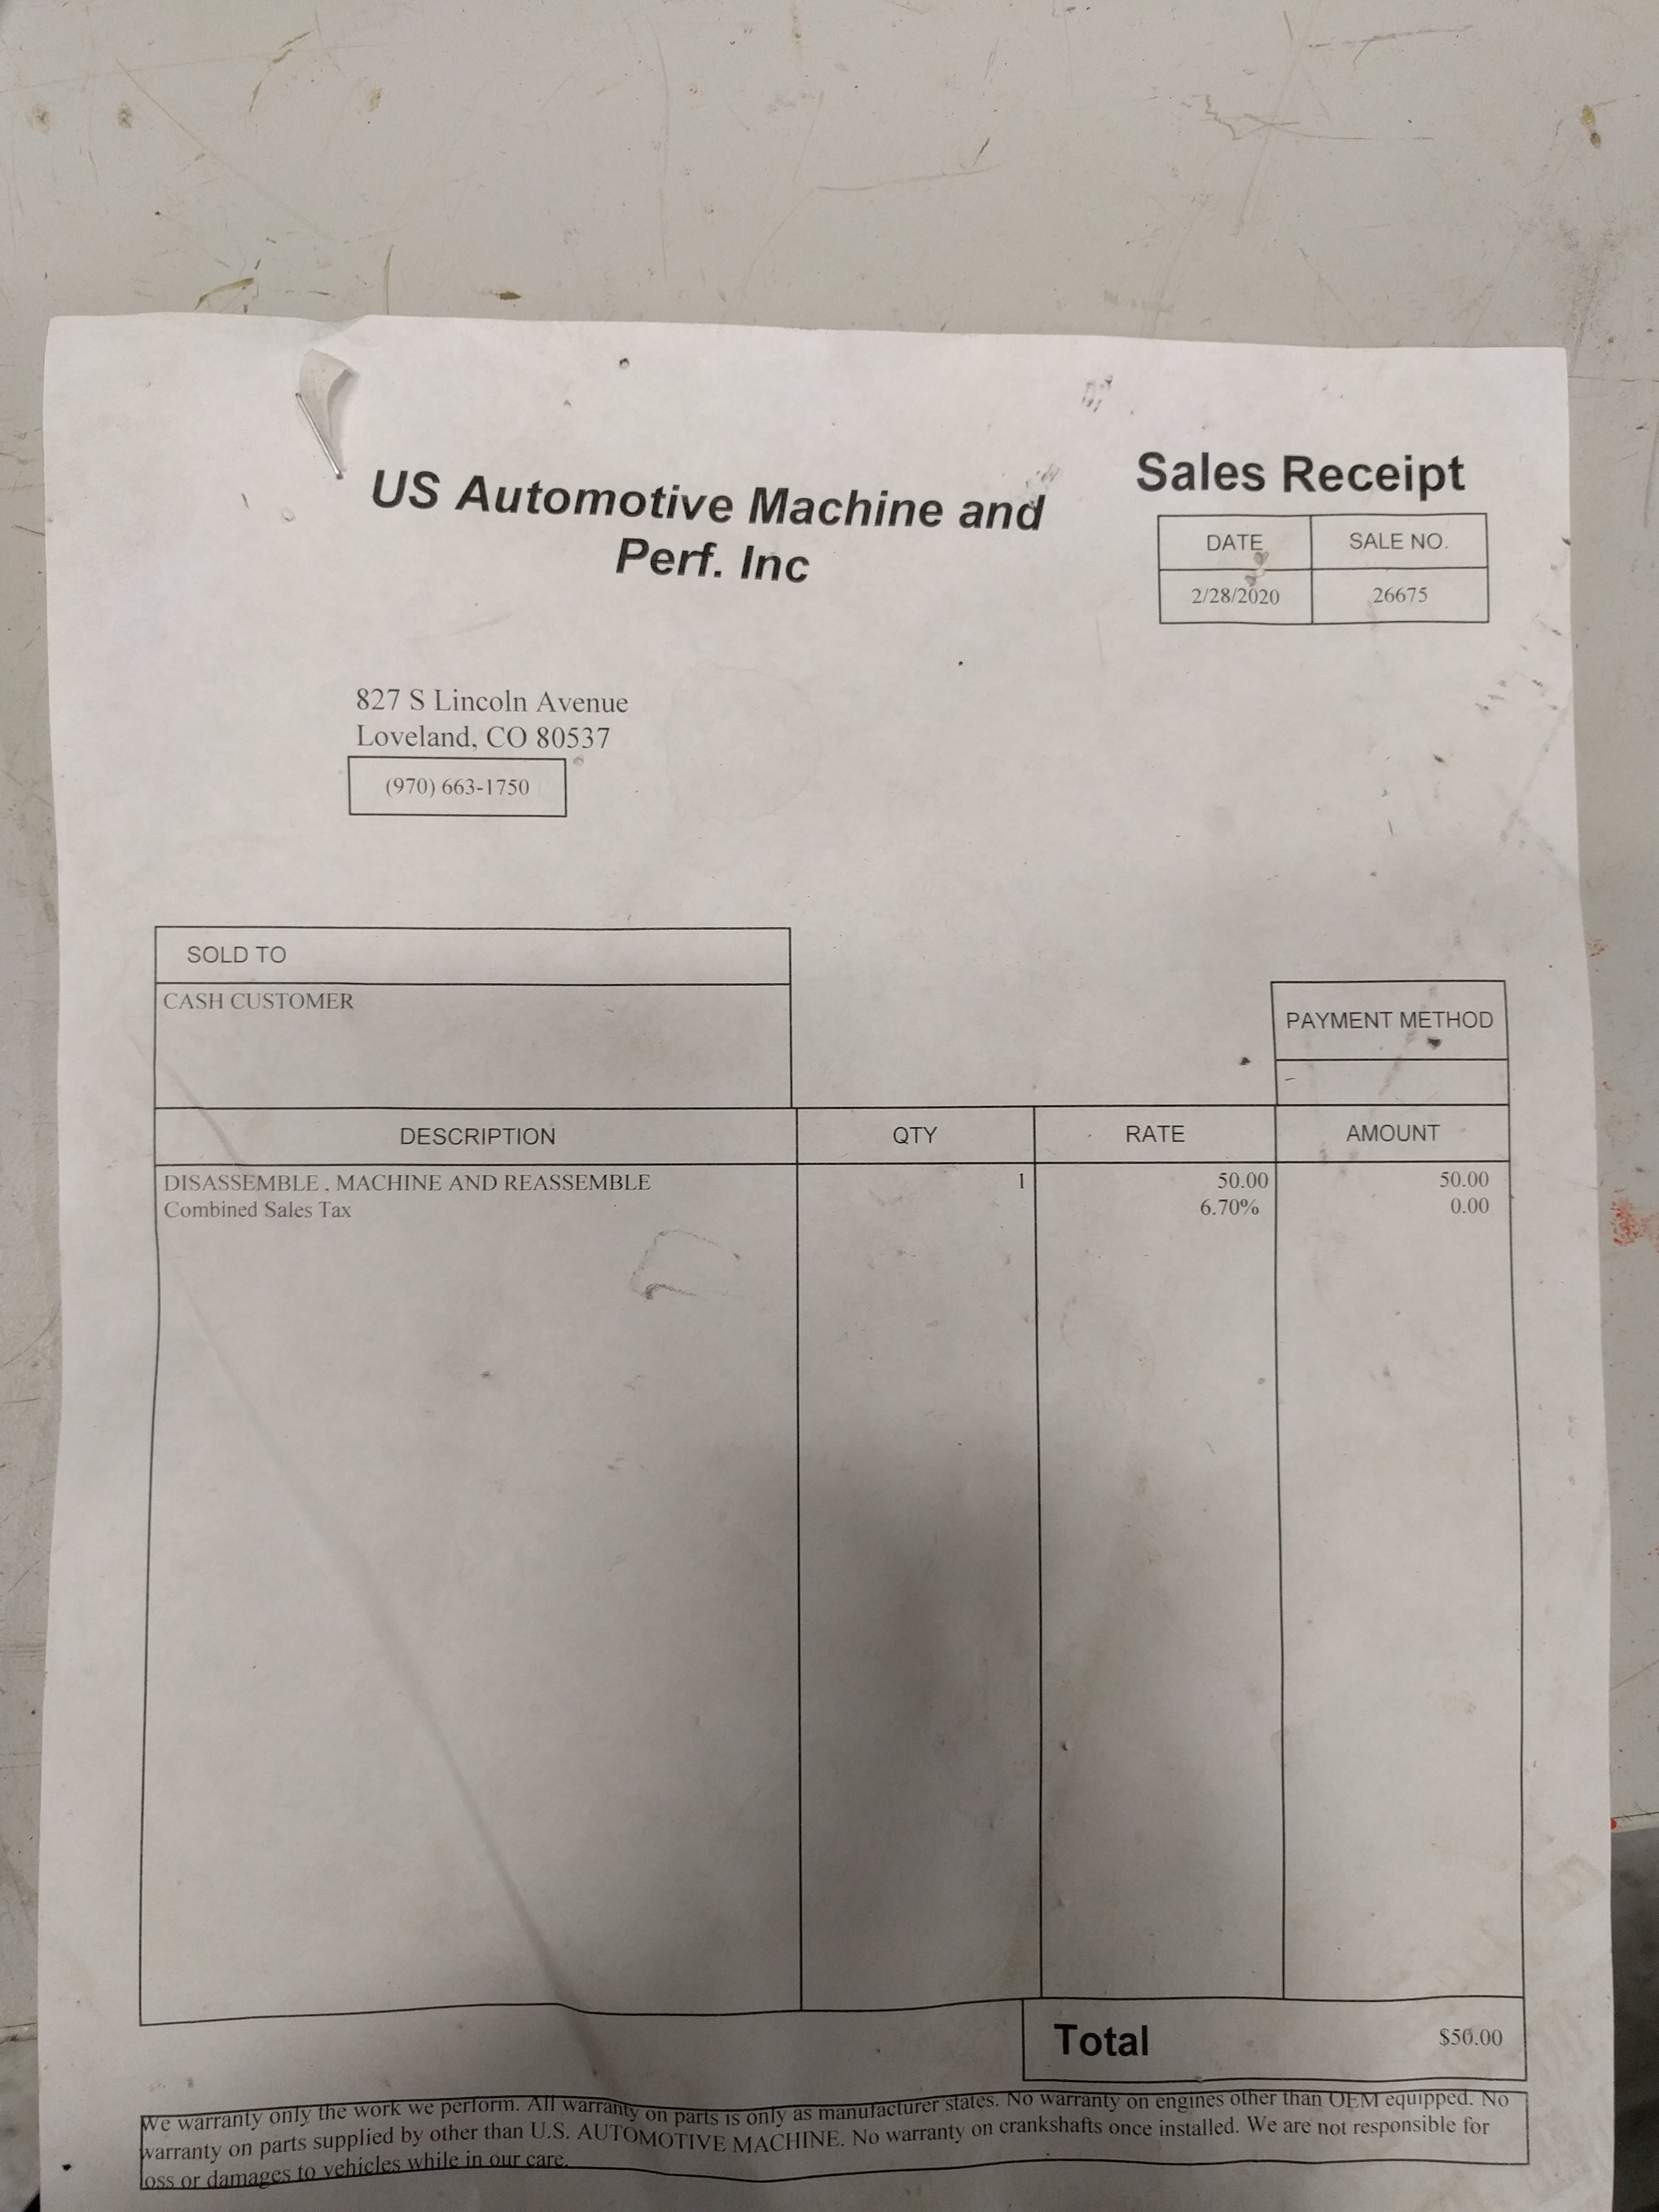 US Automotive Machine and
Perf. Inc
Sales Receipt
DATE SALE NO.
2/28/2020 26675
827 S Lincoln Avenue
Loveland, CO 80537
(970) 663-1750
SOLD TO
CASH CUSTOMER
PAYMENT METHOD
DESCRIPTION QTY RATE AMOUNT
DISASSEMBLE , MACHINE AND REASSEMBLE 1 50.00 50.00
Combined Sales Tax 6.70% 0.00
Total $50.00
We warranty only the work we perform. All warranty on parts is only as manufacturer states. No warranty on engines other than OEM equipped. No
warranty on parts supplied by other than U.S. AUTOMOTIVE MACHINE. No warranty on crankshafts once installed. We are not responsible for
loss or damages to vehicles while in our care.